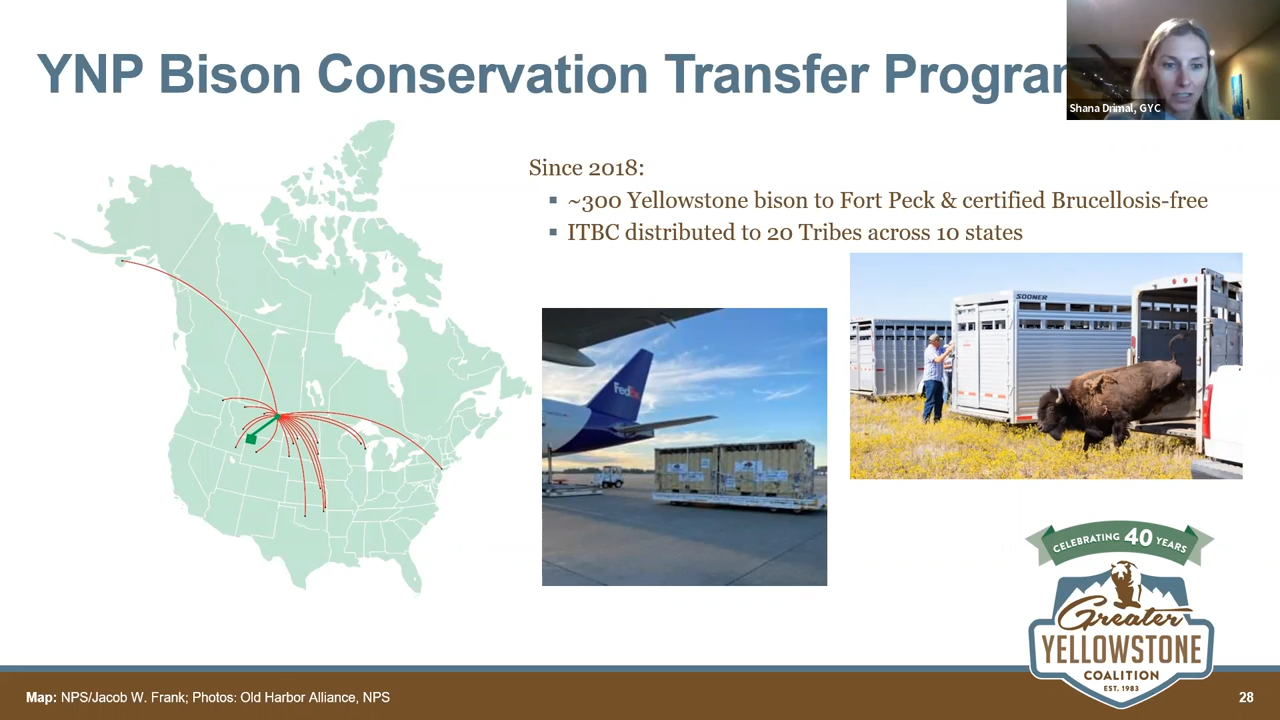 YNP Bison Conservation Transfer Progra
Shana Drimal, GYC
Since 2018:
▪ ~300 Yellowstone bison to Fort Peck & certified Brucellosis-free
▪ ITBC distributed to 20 Tribes across 10 states
SOONER
FedEx
CELEBRATING 40 YEARS
Greater
YELLOWSTONE
COALITION
EST. 1983
Map: NPS/Jacob W. Frank; Photos: Old Harbor Alliance, NPS
28